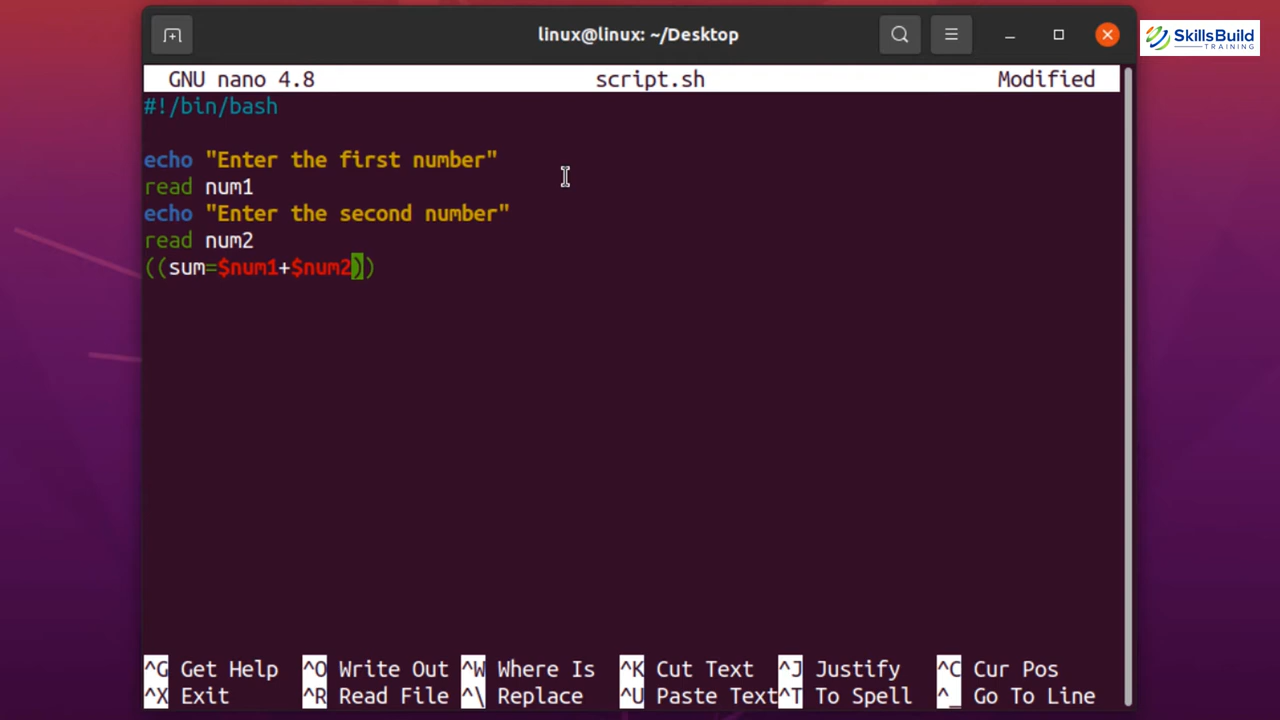 linux@linux: ~/Desktop
SkillsBuild
TRAINING
GNU nano 4.8 script.sh Modified
#!/bin/bash
echo "Enter the first number"
read num1
echo "Enter the second number"
read num2
((sum=$num1+$num2))
^G Get Help ^O Write Out ^W Where Is ^K Cut Text ^J Justify ^C Cur Pos
^X Exit ^R Read File ^\ Replace ^U Paste Text^T To Spell ^_ Go To Line